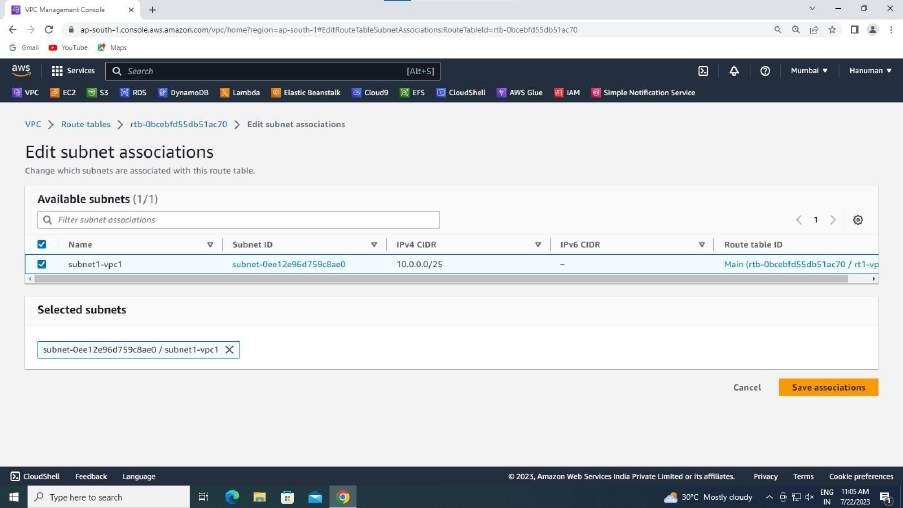 VPC Management Console
ap-south-1.console.aws.amazon.com/vpc/home?region=ap-south-1#EditRouteTableSubnetAssociations:RouteTableId=rtb-0bcebfd55db51ac70
Gmail YouTube Maps
aws Services Search [Alt+S] Mumbai Hanuman
VPC EC2 S3 RDS DynamoDB Lambda Elastic Beanstalk Cloud9 EFS CloudShell AWS Glue IAM Simple Notification Service
VPC Route tables rtb-0bcebfd55db51ac70 Edit subnet associations
Edit subnet associations
Change which subnets are associated with this route table.
Available subnets (1/1)
Filter subnet associations 1
Name Subnet ID IPv4 CIDR IPv6 CIDR Route table ID
subnet1-vpc1 subnet-0ee12e96d759c8ae0 10.0.0.0/25 – Main (rtb-0bcebfd55db51ac70 / rt1-vp
Selected subnets
subnet-0ee12e96d759c8ae0 / subnet1-vpc1
Cancel Save associations
CloudShell Feedback Language © 2023, Amazon Web Services India Private Limited or its affiliates. Privacy Terms Cookie preferences
Type here to search 30°C Mostly cloudy ENG 11:05 AM
IN 7/22/2023 1